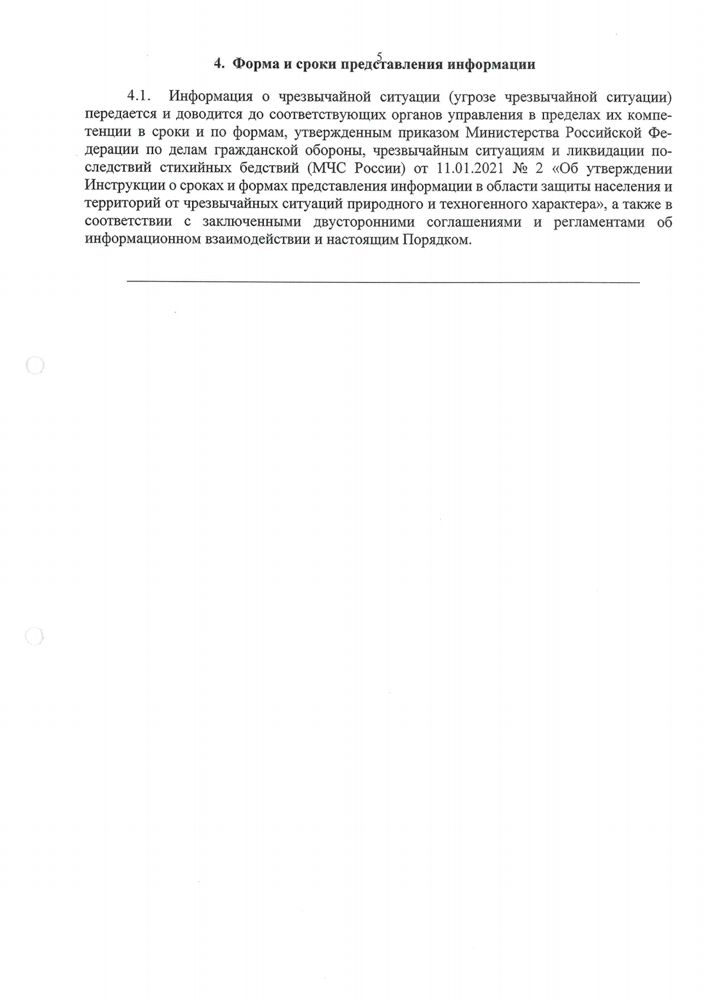 5
4. Форма и сроки представления информации
4.1. Информация о чрезвычайной ситуации (угрозе чрезвычайной ситуации)
передается и доводится до соответствующих органов управления в пределах их компе-
тенции в сроки и по формам, утвержденным приказом Министерства Российской Фе-
дерации по делам гражданской обороны, чрезвычайным ситуациям и ликвидации по-
следствий стихийных бедствий (МЧС России) от 11.01.2021 № 2 «Об утверждении
Инструкции о сроках и формах представления информации в области защиты населения и
территорий от чрезвычайных ситуаций природного и техногенного характера», а также в
соответствии с заключенными двусторонними соглашениями и регламентами об
информационном взаимодействии и настоящим Порядком.